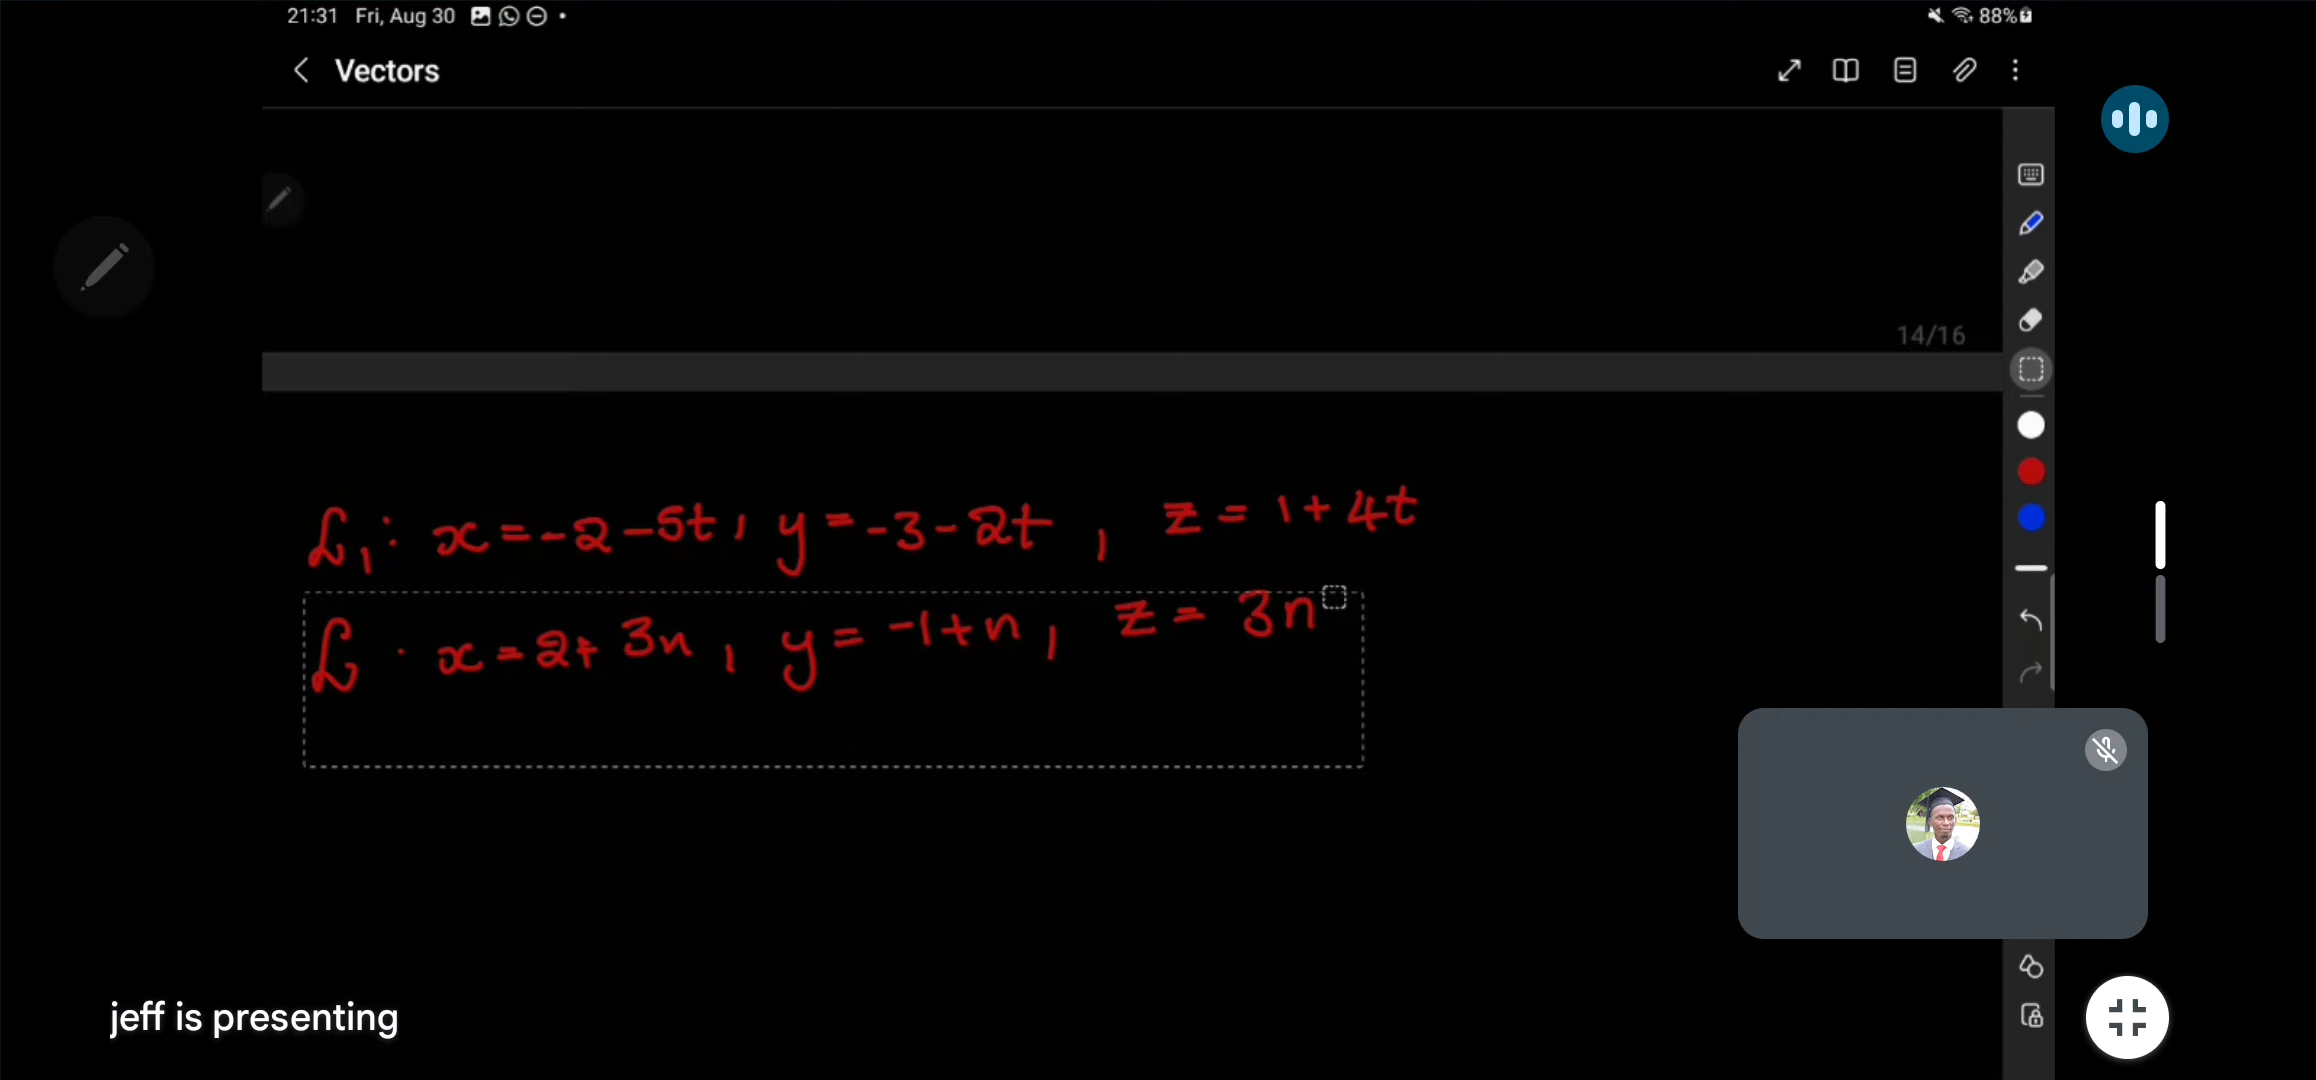 21:31 Fri, Aug 30 88%
Vectors
14/16
L₁: x = -2 - 5t, y = -3 - 2t, z = 1 + 4t
L · x = 2 + 3n, y = -1 + n, z = 3n
jeff is presenting